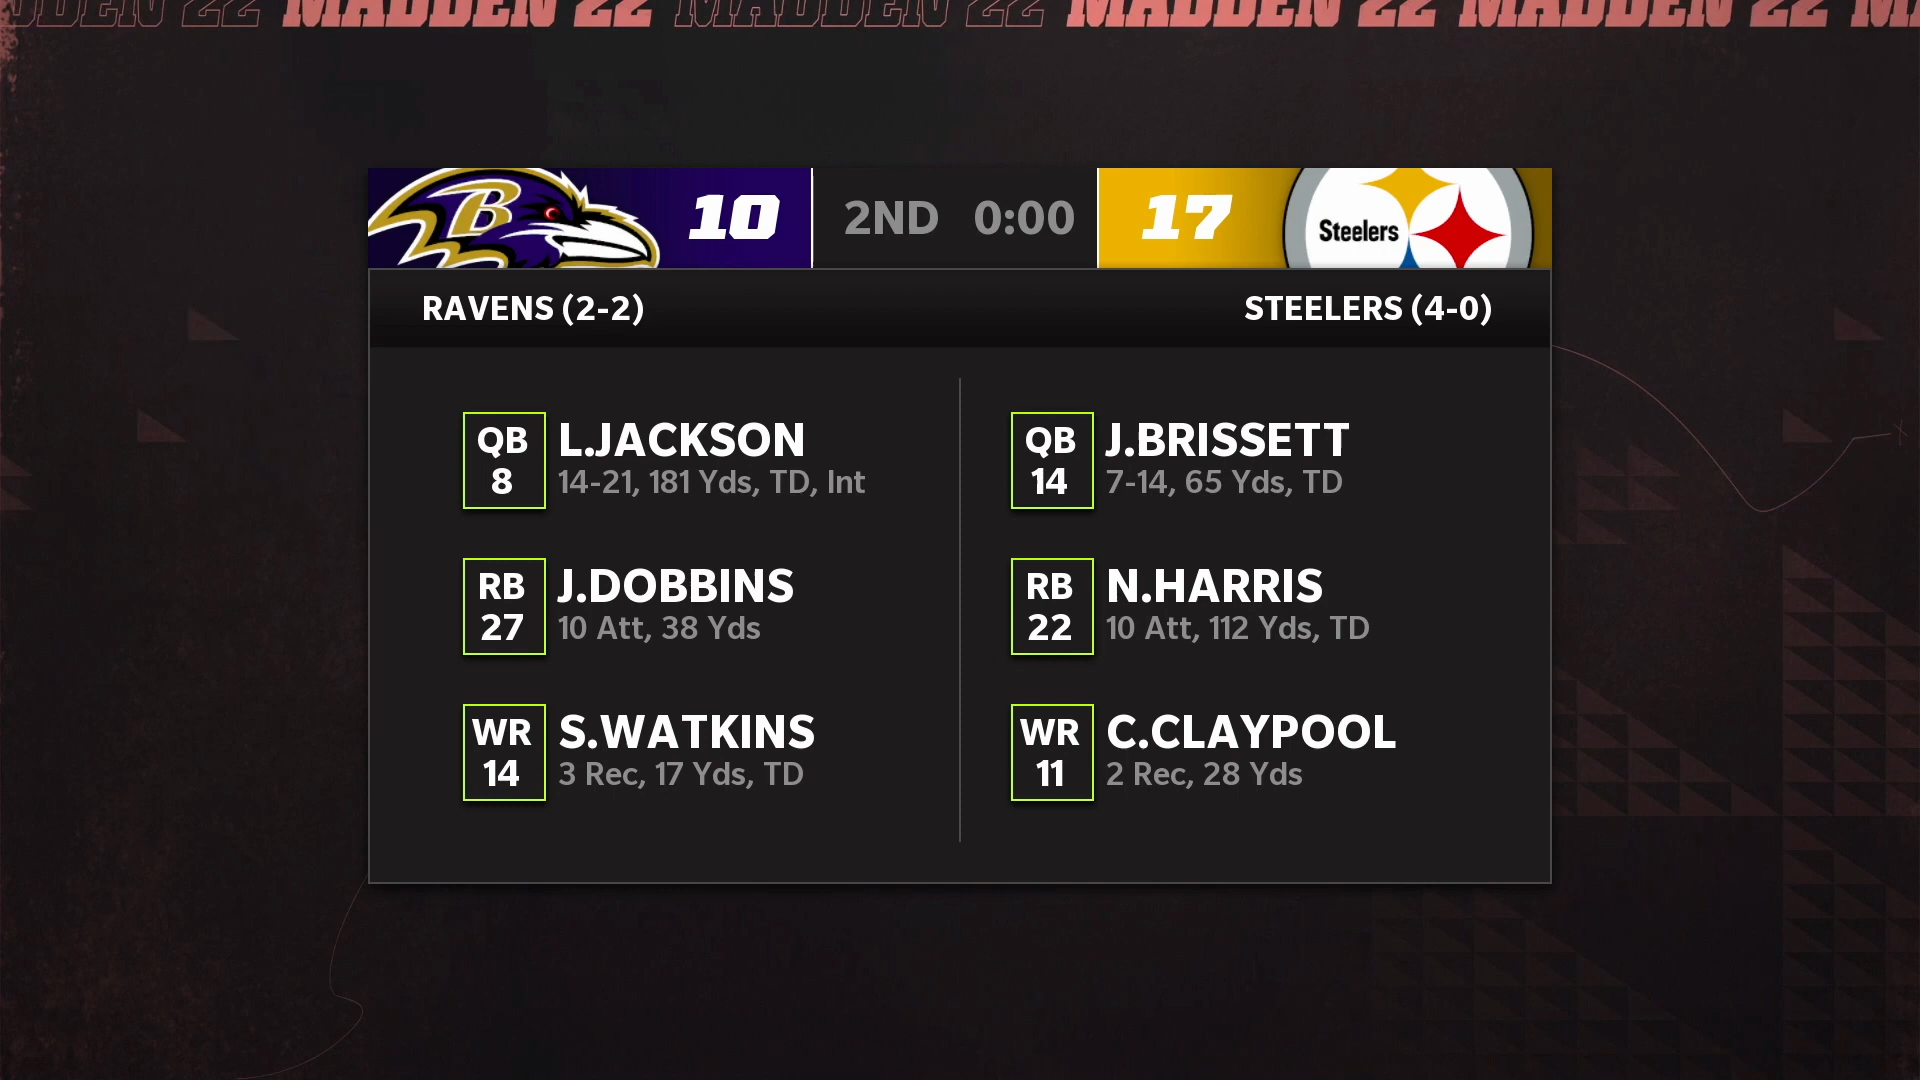 MADDEN 22 MADDEN 22 MADDEN 22 MADDEN 22 MADDEN 22
B 10 2ND 0:00 17 Steelers
RAVENS (2-2) STEELERS (4-0)
QB 8 L.JACKSON
14-21, 181 Yds, TD, Int
QB 14 J.BRISSETT
7-14, 65 Yds, TD
RB 27 J.DOBBINS
10 Att, 38 Yds
RB 22 N.HARRIS
10 Att, 112 Yds, TD
WR 14 S.WATKINS
3 Rec, 17 Yds, TD
WR 11 C.CLAYPOOL
2 Rec, 28 Yds